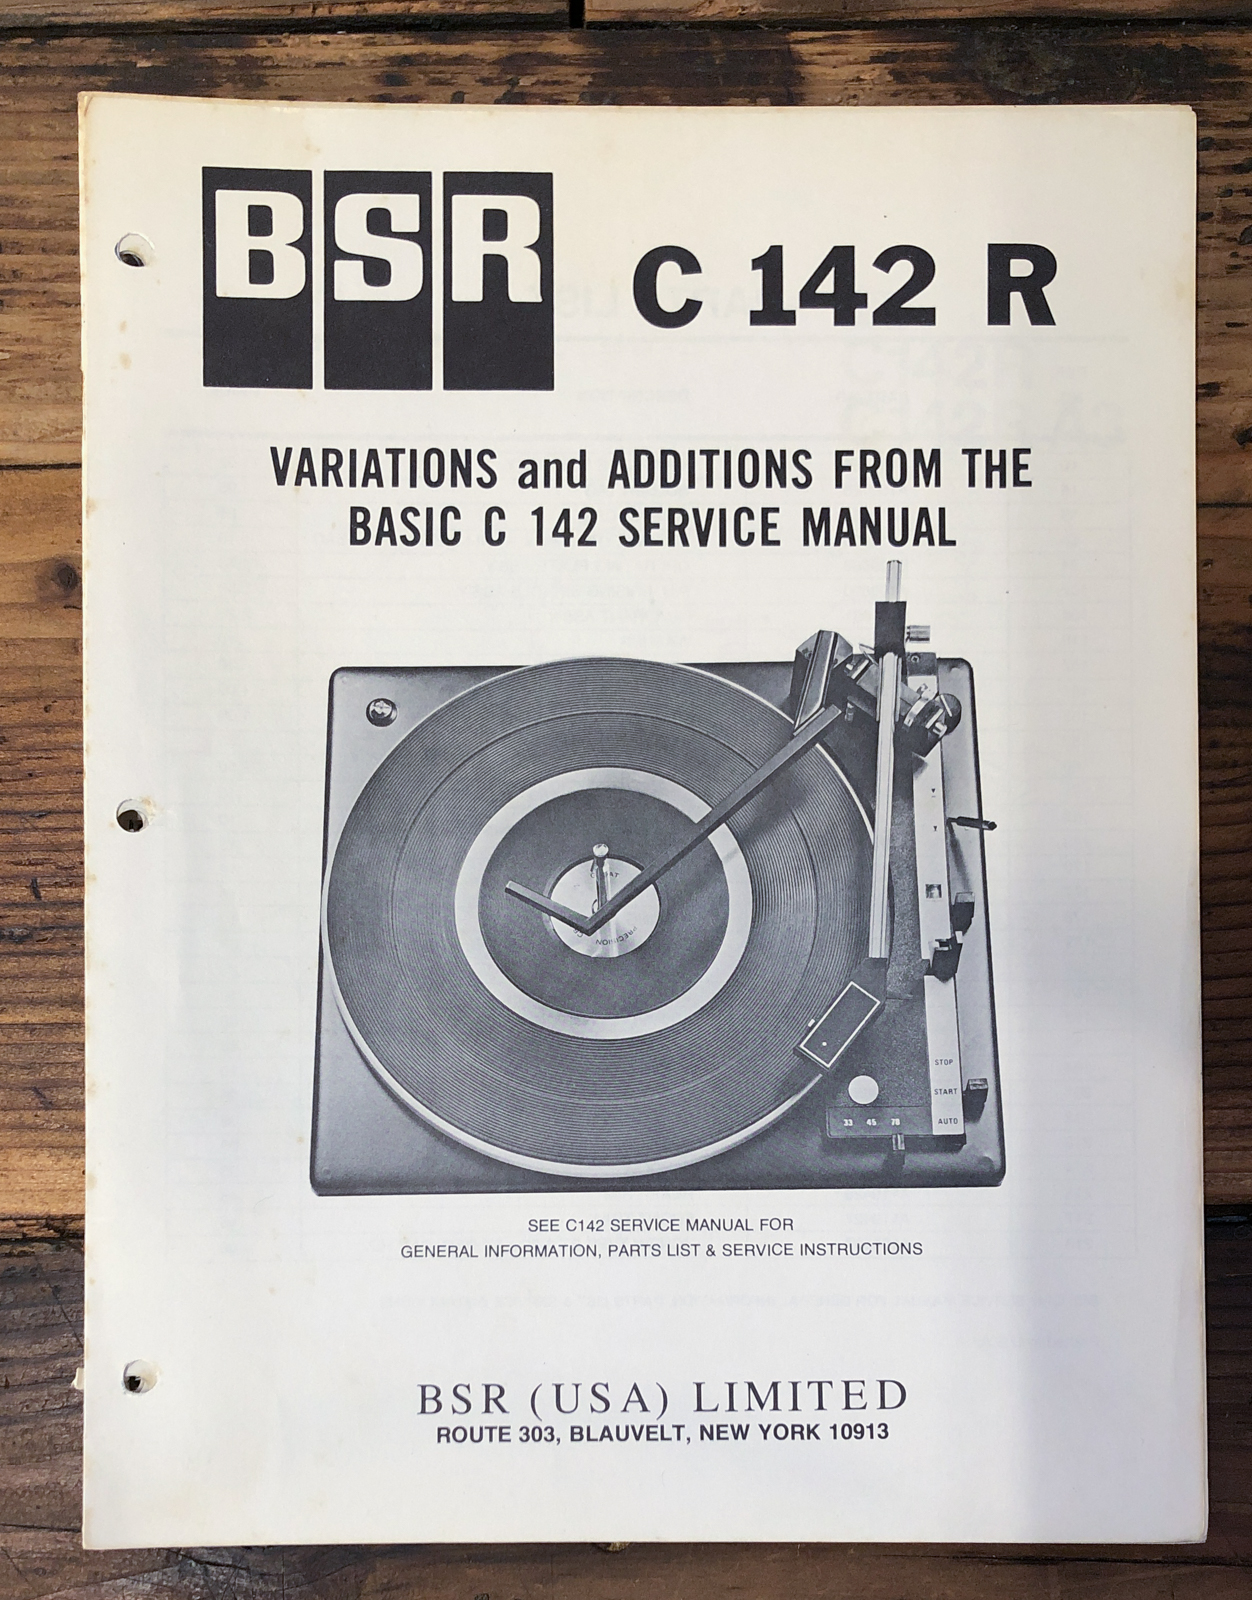 BSR
C 142 R
VARIATIONS and ADDITIONS FROM THE
BASIC C 142 SERVICE MANUAL
PRECISION
STOP
START
AUTO
33 45 78
SEE C142 SERVICE MANUAL FOR
GENERAL INFORMATION, PARTS LIST & SERVICE INSTRUCTIONS
BSR (USA) LIMITED
ROUTE 303, BLAUVELT, NEW YORK 10913